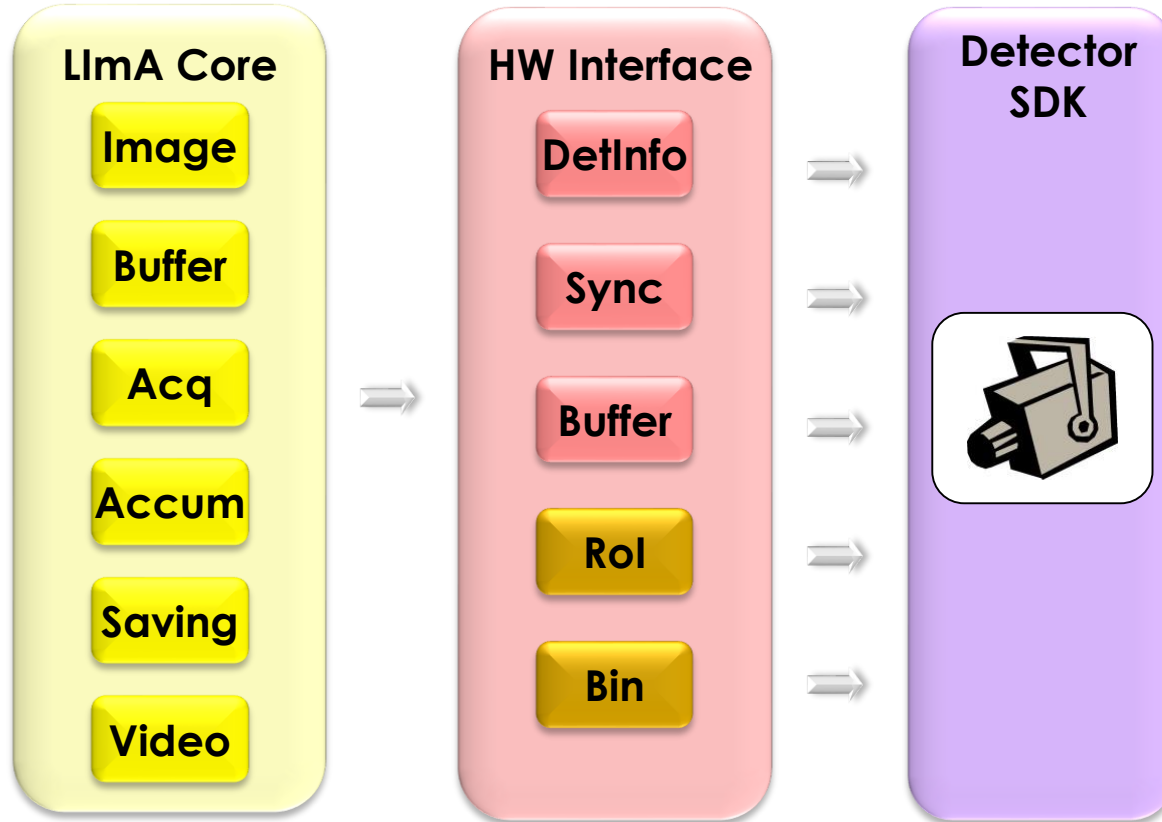 LImA Core
Image
Buffer
Acq
Accum
Saving
Video
HW Interface
DetInfo
Sync
Buffer
RoI
Bin
Detector
SDK